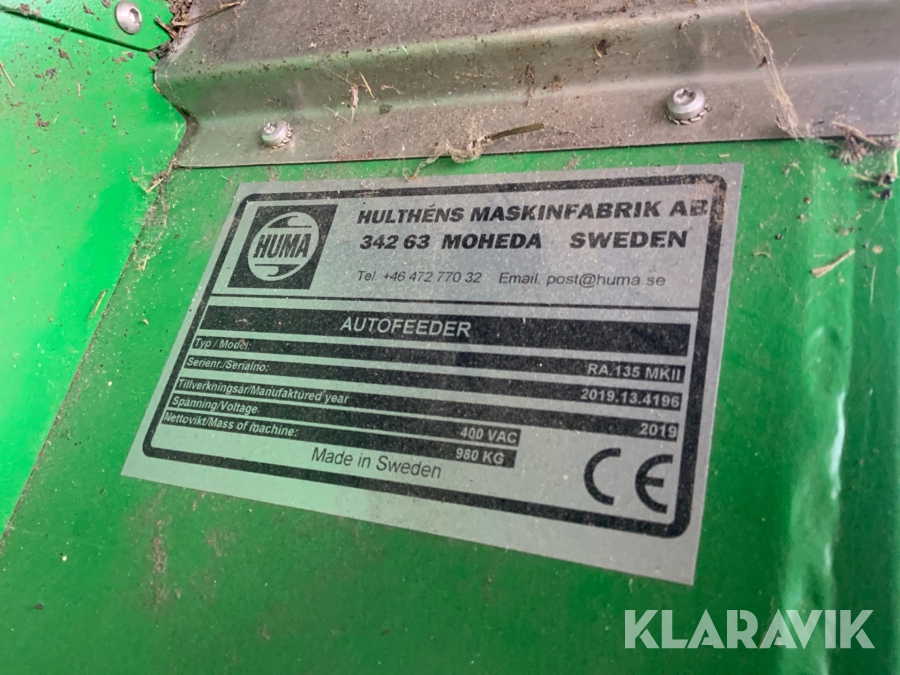 HUMA
HULTHÉNS MASKINFABRIK AB
342 63 MOHEDA SWEDEN
Tel. +46 472 770 32 Email. post@huma.se
AUTOFEEDER
Typ / Model: RA.135 MKII
Serienr./Serialno: 2019.13.4196
Tillverkningsår/Manufaktured year 2019
Spänning/Voltage: 400 VAC
Nettovikt/Mass of machine: 980 KG
Made in Sweden
CE
KLARAVIK